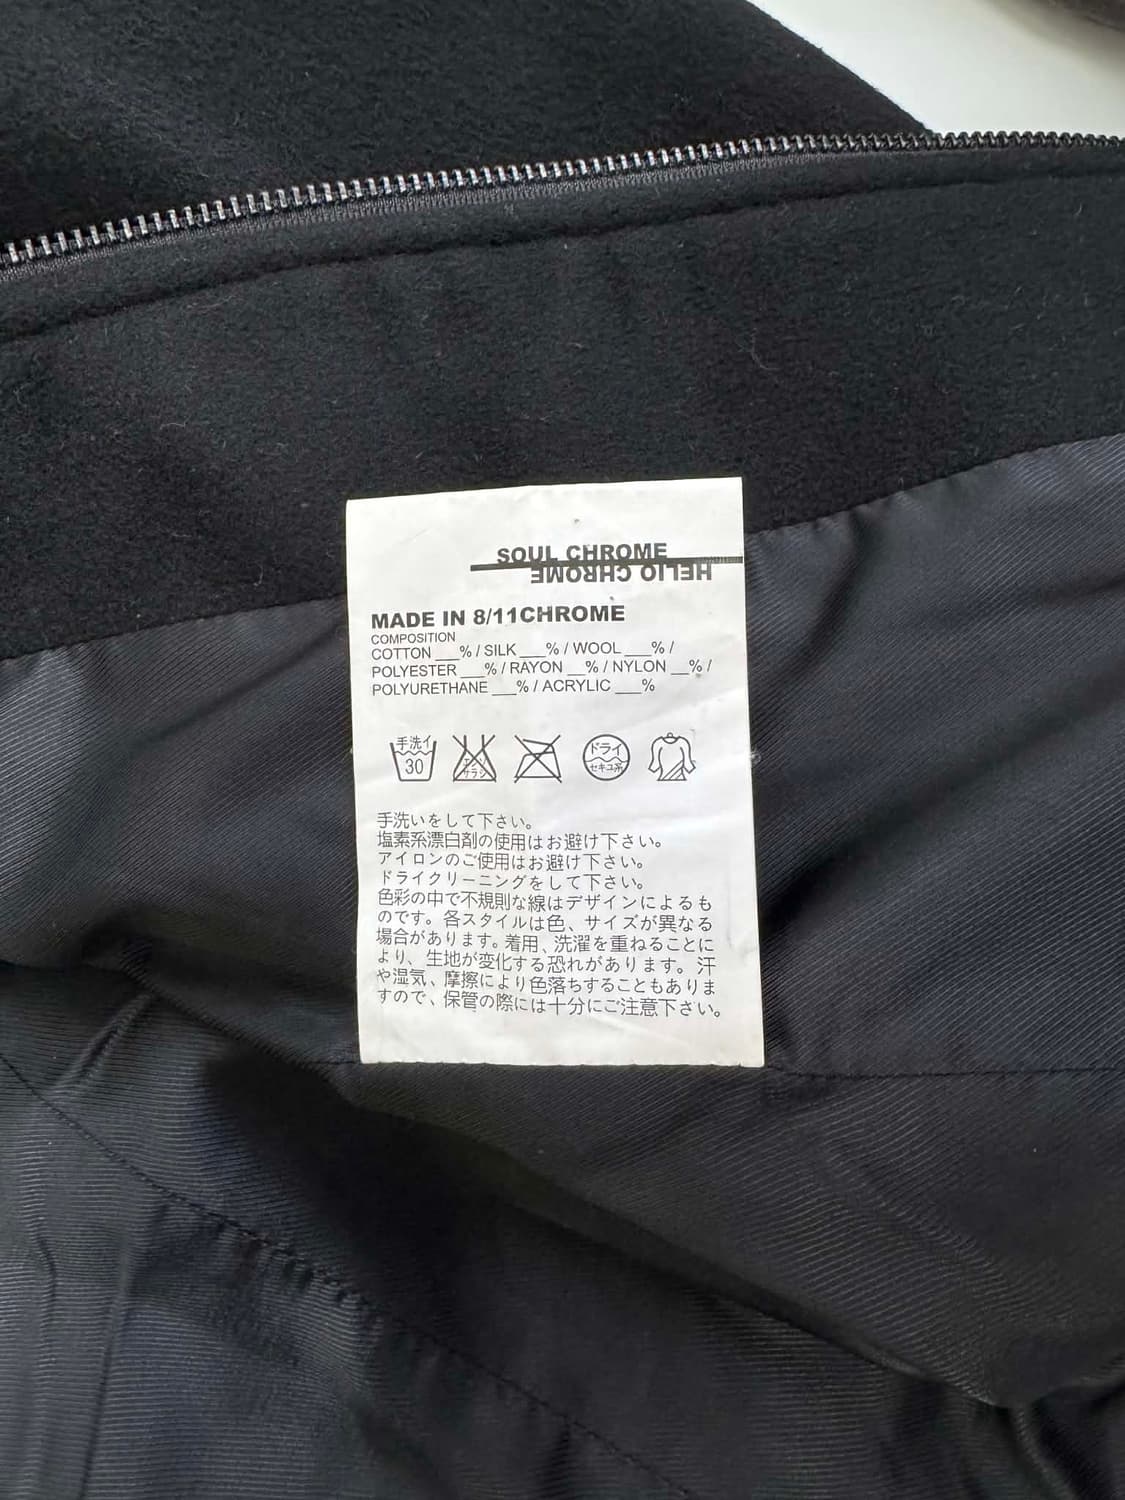 SOUL CHROME
HELIO CHROME
MADE IN 8/11CHROME
COMPOSITION
COTTON ___% / SILK ___% / WOOL ___% /
POLYESTER ___% / RAYON __% / NYLON __% /
POLYURETHANE ___% / ACRYLIC ___%
手洗イ
30
エンソ
サラシ
ドライ
セキユ系
手洗いをして下さい。
塩素系漂白剤の使用はお避け下さい。
アイロンのご使用はお避け下さい。
ドライクリーニングをして下さい。
色彩の中で不規則な線はデザインによるも
のです。各スタイルは色、サイズが異なる
場合があります。着用、洗濯を重ねることに
より、生地が変化する恐れがあります。汗
や湿気、摩擦により色落ちすることもありま
すので、保管の際には十分にご注意下さい。